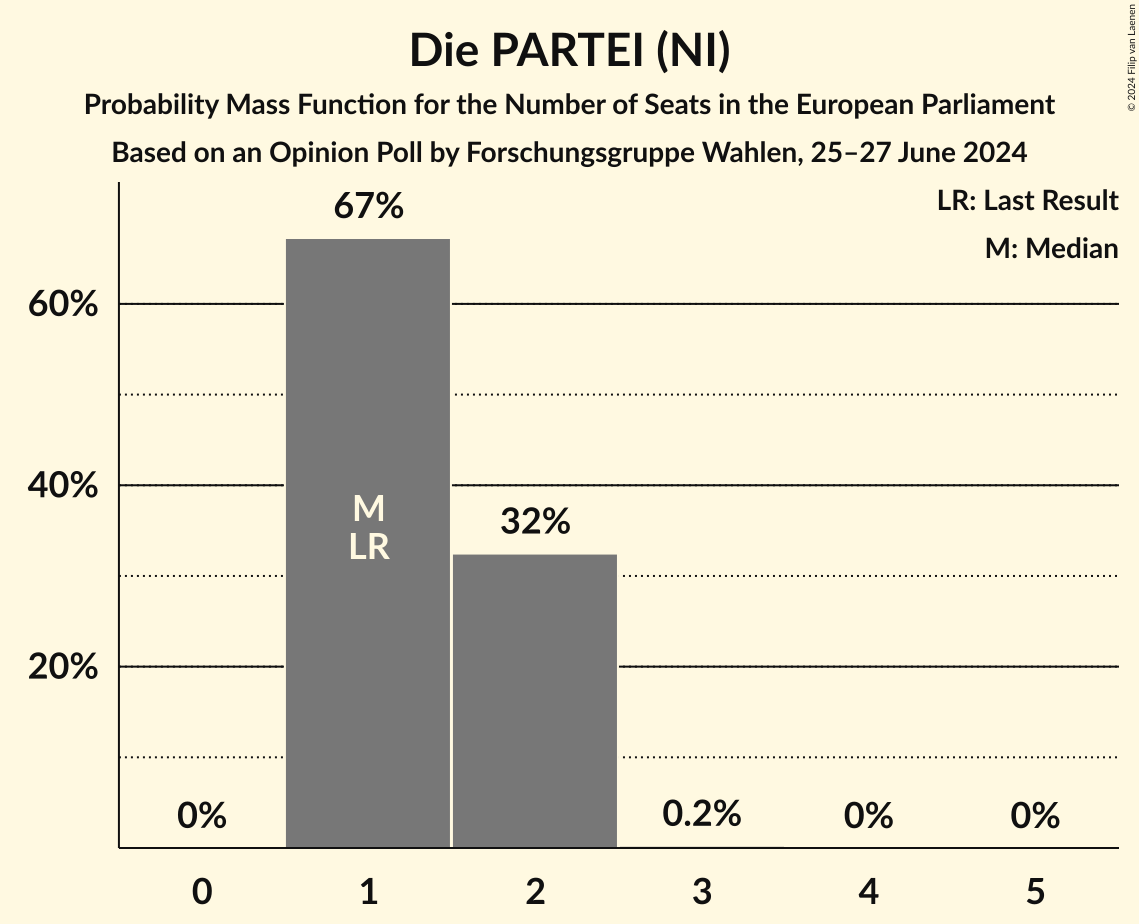 Die PARTEI (NI)
Probability Mass Function for the Number of Seats in the European Parliament
Based on an Opinion Poll by Forschungsgruppe Wahlen, 25–27 June 2024
© 2024 Filip van Laenen
LR: Last Result
M: Median
67%
60%
40%
M
LR
32%
20%
0%
0.2%
0%
0%
0 1 2 3 4 5